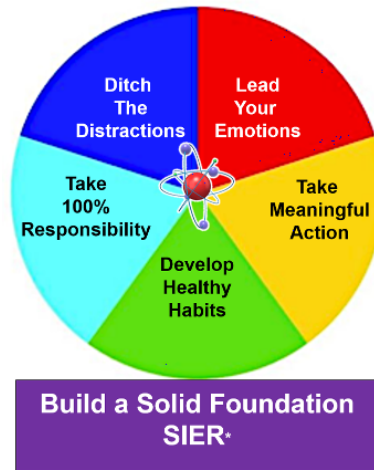 Ditch
The
Distractions
Lead
Your
Emotions
Take
100%
Responsibility
Take
Meaningful
Action
Develop
Healthy
Habits
Build a Solid Foundation
SIER*